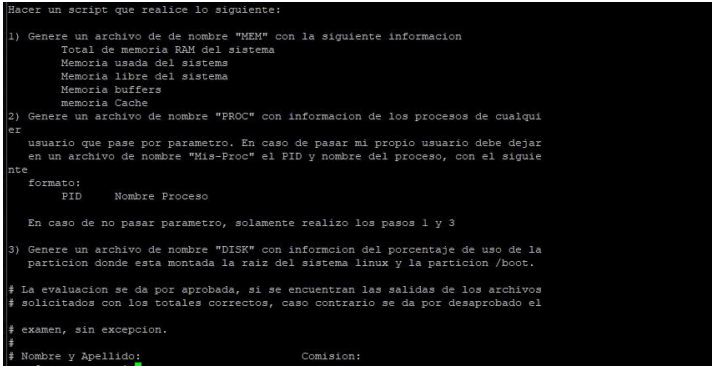 Hacer un script que realice lo siguiente:
1) Genere un archivo de de nombre "MEM" con la siguiente informacion
Total de memoria RAM del sistema
Memoria usada del sistems
Memoria libre del sistema
Memoria buffers
memoria Cache
2) Genere un archivo de nombre "PROC" con informacion de los procesos de cualqui
er
usuario que pase por parametro. En caso de pasar mi propio usuario debe dejar
en un archivo de nombre "Mis-Proc" el PID y nombre del proceso, con el siguie
nte
formato:
PID Nombre Proceso
En caso de no pasar parametro, solamente realizo los pasos 1 y 3
3) Genere un archivo de nombre "DISK" con informcion del porcentaje de uso de la
particion donde esta montada la raiz del sistema linux y la particion /boot.
# La evaluacion se da por aprobada, si se encuentran las salidas de los archivos
# solicitados con los totales correctos, caso contrario se da por desaprobado el
# examen, sin excepcion.
#
# Nombre y Apellido: Comision: